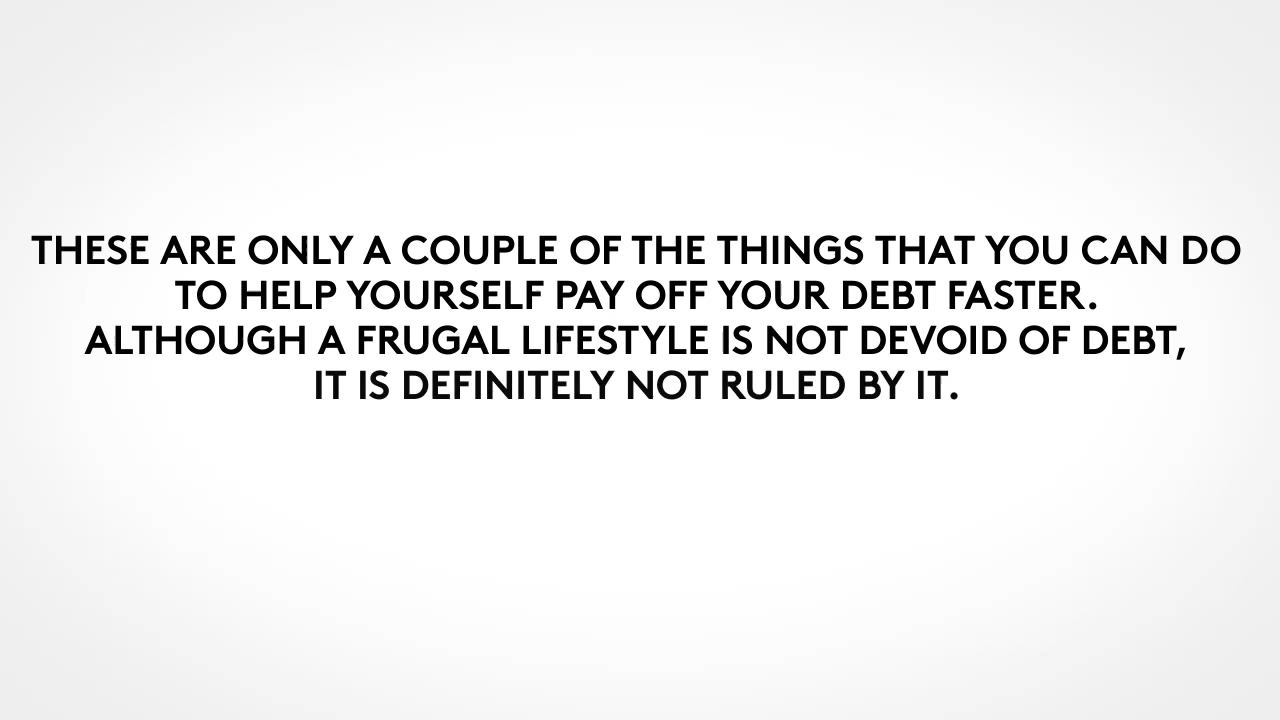 THESE ARE ONLY A COUPLE OF THE THINGS THAT YOU CAN DO
TO HELP YOURSELF PAY OFF YOUR DEBT FASTER.
ALTHOUGH A FRUGAL LIFESTYLE IS NOT DEVOID OF DEBT,
IT IS DEFINITELY NOT RULED BY IT.